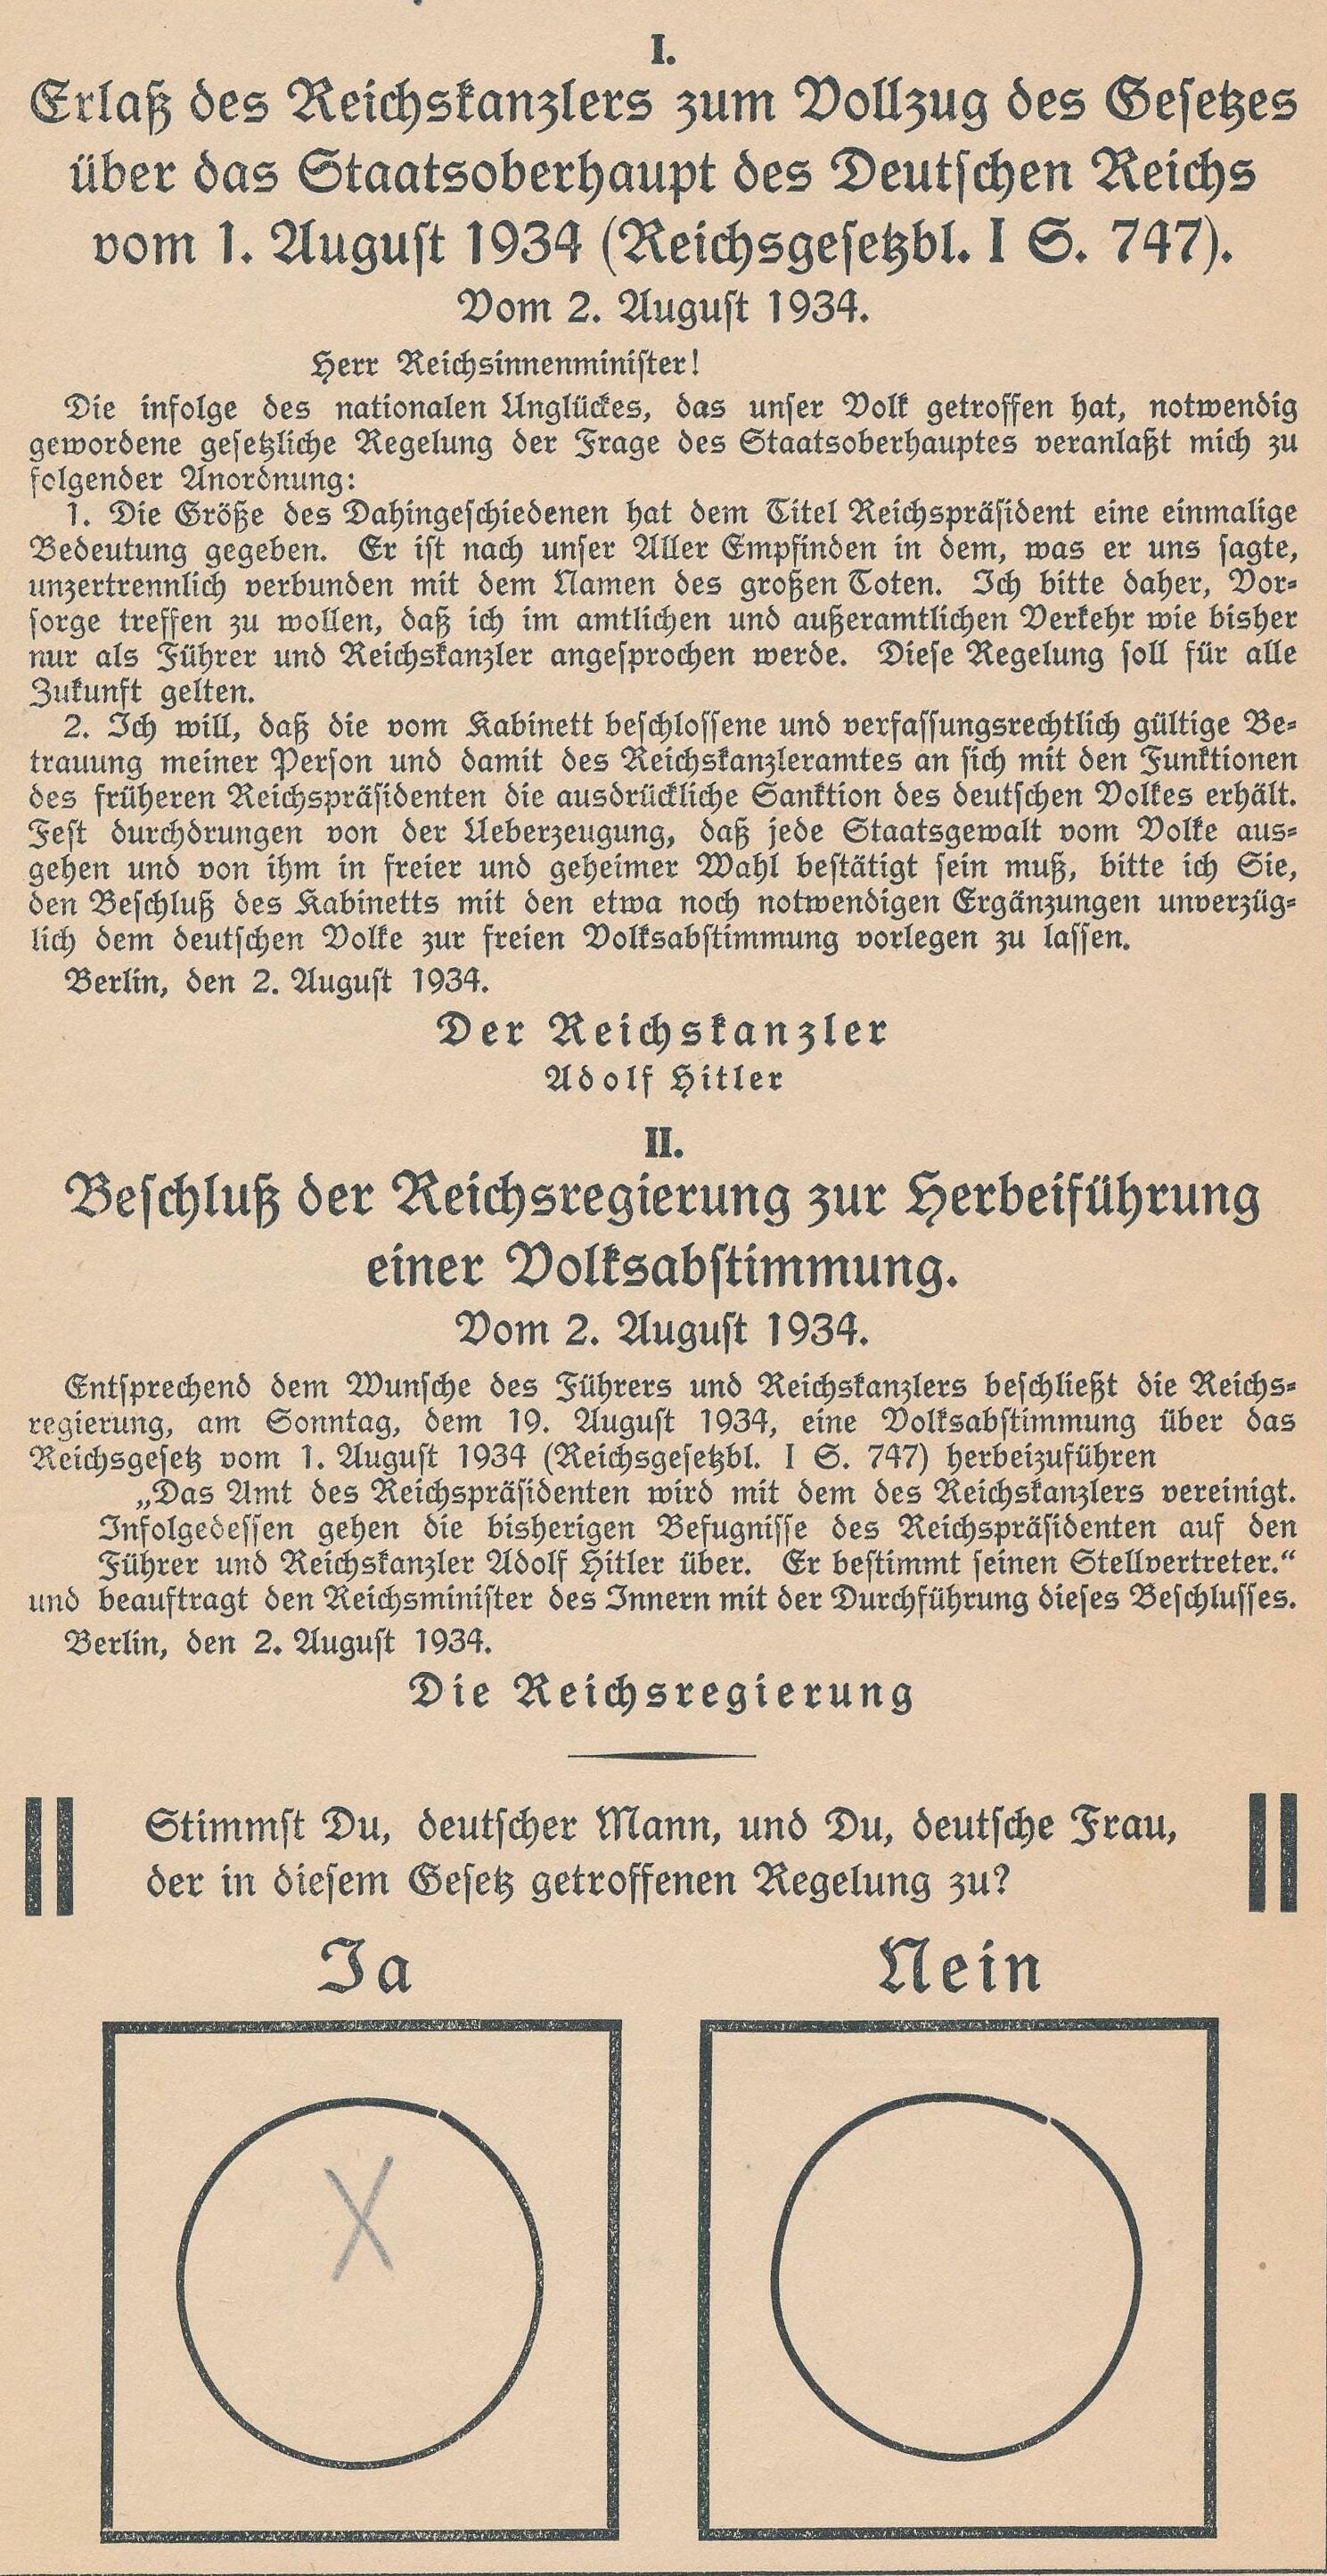 I.
Erlaß des Reichskanzlers zum Vollzug des Gesetzes
über das Staatsoberhaupt des Deutschen Reichs
vom 1. August 1934 (Reichsgesetzbl. I S. 747).
Vom 2. August 1934.
Herr Reichsinnenminister!
Die infolge des nationalen Unglückes, das unser Volk getroffen hat, notwendig
gewordene gesetzliche Regelung der Frage des Staatsoberhauptes veranlaßt mich zu
folgender Anordnung:
1. Die Größe des Dahingeschiedenen hat dem Titel Reichspräsident eine einmalige
Bedeutung gegeben. Er ist nach unser Aller Empfinden in dem, was er uns sagte,
unzertrennlich verbunden mit dem Namen des großen Toten. Ich bitte daher, Vor-
sorge treffen zu wollen, daß ich im amtlichen und außeramtlichen Verkehr wie bisher
nur als Führer und Reichskanzler angesprochen werde. Diese Regelung soll für alle
Zukunft gelten.
2. Ich will, daß die vom Kabinett beschlossene und verfassungsrechtlich gültige Be-
trauung meiner Person und damit des Reichskanzleramtes an sich mit den Funktionen
des früheren Reichspräsidenten die ausdrückliche Sanktion des deutschen Volkes erhält.
Fest durchdrungen von der Ueberzeugung, daß jede Staatsgewalt vom Volke aus-
gehen und von ihm in freier und geheimer Wahl bestätigt sein muß, bitte ich Sie,
den Beschluß des Kabinetts mit den etwa noch notwendigen Ergänzungen unverzüg-
lich dem deutschen Volke zur freien Volksabstimmung vorlegen zu lassen.
Berlin, den 2. August 1934.
Der Reichskanzler
Adolf Hitler
II.
Beschluß der Reichsregierung zur Herbeiführung
einer Volksabstimmung.
Vom 2. August 1934.
Entsprechend dem Wunsche des Führers und Reichskanzlers beschließt die Reichs-
regierung, am Sonntag, dem 19. August 1934, eine Volksabstimmung über das
Reichsgesetz vom 1. August 1934 (Reichsgesetzbl. I S. 747) herbeizuführen
„Das Amt des Reichspräsidenten wird mit dem des Reichskanzlers vereinigt.
Infolgedessen gehen die bisherigen Befugnisse des Reichspräsidenten auf den
Führer und Reichskanzler Adolf Hitler über. Er bestimmt seinen Stellvertreter.“
und beauftragt den Reichsminister des Innern mit der Durchführung dieses Beschlusses.
Berlin, den 2. August 1934.
Die Reichsregierung
Stimmst Du, deutscher Mann, und Du, deutsche Frau,
der in diesem Gesetz getroffenen Regelung zu?
Ja Nein
X